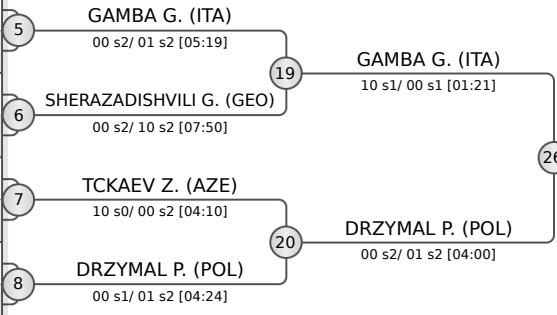 GAMBA G. (ITA)
5
00 s2/ 01 s2 [05:19]
19
GAMBA G. (ITA)
10 s1/ 00 s1 [01:21]
SHERAZADISHVILI G. (GEO)
6
00 s2/ 10 s2 [07:50]
26
TCKAEV Z. (AZE)
7
10 s0/ 00 s2 [04:10]
20
DRZYMAL P. (POL)
00 s2/ 01 s2 [04:00]
DRZYMAL P. (POL)
8
00 s1/ 01 s2 [04:24]